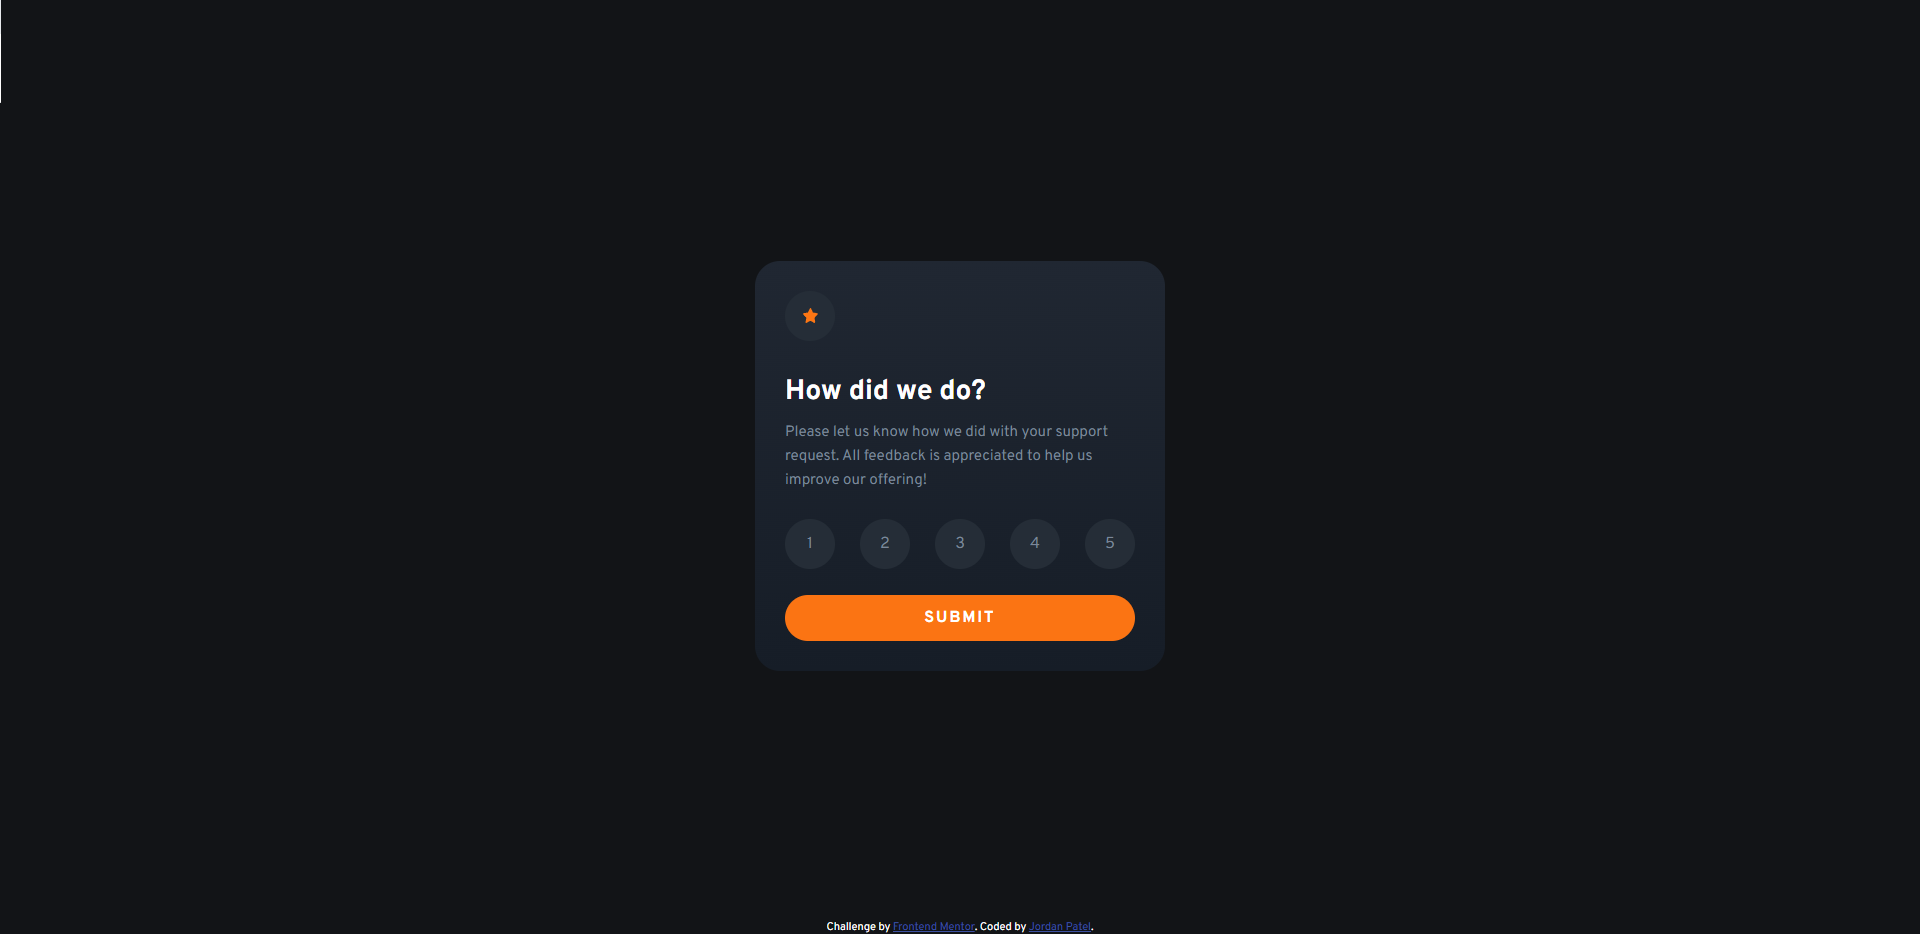 How did we do?
Please let us know how we did with your support
request. All feedback is appreciated to help us
improve our offering!
1 2 3 4 5
SUBMIT
Challenge by Frontend Mentor. Coded by Jordan Patel.